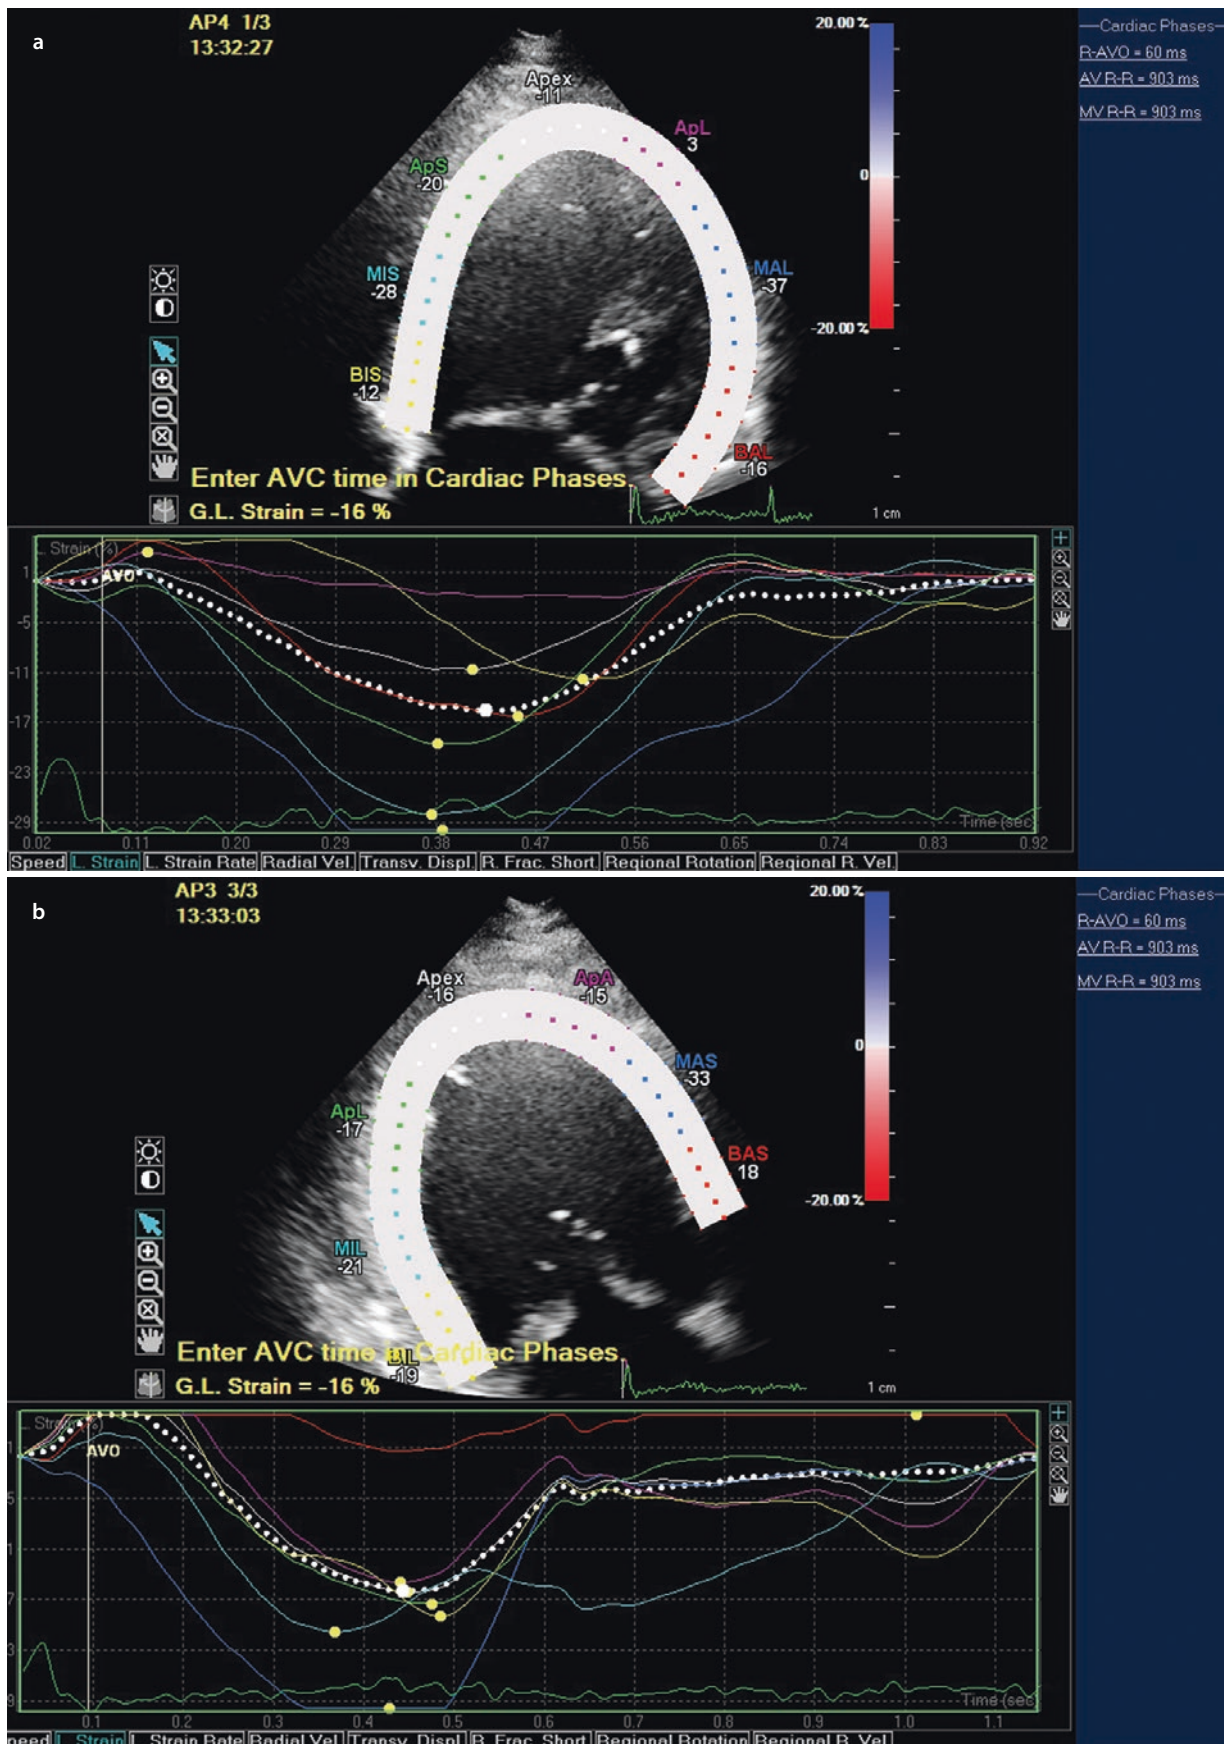 a
AP4 1/3
13:32:27
20.00 %
0
-20.00 %
Cardiac Phases
R-AVO = 60 ms
AV R-R = 903 ms
MV R-R = 903 ms
Apex
-11
ApL
3
ApS
-20
MIS
-28
MAL
-37
BIS
-12
BAL
-16
Enter AVC time in Cardiac Phases.
G.L. Strain = -16 %
1 cm
L. Strain (%)
AVO
1
-5
-11
-17
-23
-29
Time (sec
0.02 0.11 0.20 0.29 0.38 0.47 0.56 0.65 0.74 0.83 0.92
Speed L. Strain L. Strain Rate Radial Vel. Transv. Displ. R. Frac. Short. Regional Rotation Regional R. Vel.
b
AP3 3/3
13:33:03
20.00 %
0
-20.00 %
Cardiac Phases
R-AVO = 60 ms
AV R-R = 903 ms
MV R-R = 903 ms
Apex
-16
ApA
-15
MAS
-33
ApL
-17
BAS
18
MIL
-21
BIL
-19
Enter AVC time in Cardiac Phases.
G.L. Strain = -16 %
1 cm
L. Strain (%)
AVO
1
5
1
7
3
9
Time (sec
0.1 0.2 0.3 0.4 0.5 0.6 0.7 0.8 0.9 1.0 1.1
peed L. Strain L. Strain Rate Radial Vel. Transv. Displ. R. Frac. Short. Regional Rotation Regional R. Vel.